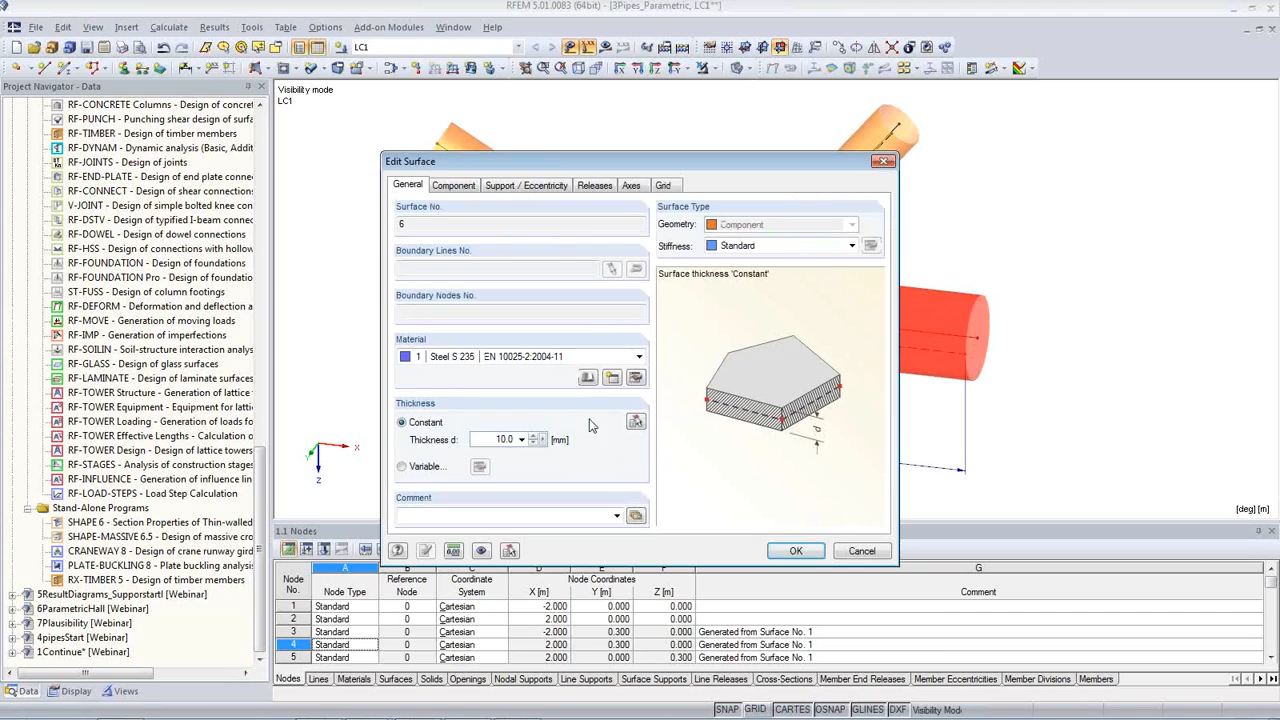 RFEM 5.01.0083 (64bit) - [3Pipes_Parametric, LC1**]
File Edit View Insert Calculate Results Tools Table Options Add-on Modules Window Help
LC1
Project Navigator - Data
RF-CONCRETE Columns - Design of concre
RF-PUNCH - Punching shear design of surfa
RF-TIMBER - Design of timber members
RF-DYNAM - Dynamic analysis (Basic, Addit
RF-JOINTS - Design of joints
RF-END-PLATE - Design of end plate connec
RF-CONNECT - Design of shear connections
V-JOINT - Design of simple bolted knee con
RF-DSTV - Design of typified I-beam connec
RF-DOWEL - Design of dowel connections
RF-HSS - Design of connections with hollow
RF-FOUNDATION - Design of foundations
RF-FOUNDATION Pro - Design of foundatio
ST-FUSS - Design of column footings
RF-DEFORM - Deformation and deflection a
RF-MOVE - Generation of moving loads
RF-IMP - Generation of imperfections
RF-SOILIN - Soil-structure interaction analys
RF-GLASS - Design of glass surfaces
RF-LAMINATE - Design of laminate surfaces
RF-TOWER Structure - Generation of lattice
RF-TOWER Equipment - Equipment for latti
RF-TOWER Loading - Generation of loads fo
RF-TOWER Effective Lengths - Calculation o
RF-TOWER Design - Design of lattice towers
RF-STAGES - Analysis of construction stages
RF-INFLUENCE - Generation of influence lin
RF-LOAD-STEPS - Load Step Calculation
Stand-Alone Programs
SHAPE 6 - Section Properties of Thin-walled
SHAPE-MASSIVE 6 - Section Properties of T
CRANEWAY 8 - Design of crane runway gird
PLATE-BUCKLING 8 - Plate buckling analysi
RX-TIMBER 5 - Design of timber members
5ResultDiagrams_Supportstartl [Webinar]
6ParametricHall [Webinar]
7Plausibility [Webinar]
4pipesStart [Webinar]
1Continue* [Webinar]
Data Display Views
Visibility mode
LC1
X
Y
Z
[deg] [m]
Edit Surface
General Component Support / Eccentricity Releases Axes Grid
Surface No.
6
Boundary Lines No.
Boundary Nodes No.
Material
1 Steel S 235 | EN 10025-2:2004-11
Thickness
Constant
Thickness d: 10.0 [mm]
Variable...
Comment
Surface Type
Geometry: Component
Stiffness: Standard
Surface thickness 'Constant'
d
OK Cancel
1.1 Nodes
A B C D E F G
Node No. Node Type Reference Node Coordinate System Node Coordinates X [m] Y [m] Z [m] Comment
1 Standard 0 Cartesian -2.000 0.000 0.000
2 Standard 0 Cartesian 2.000 0.000 0.000
3 Standard 0 Cartesian -2.000 0.300 0.000 Generated from Surface No. 1
4 Standard 0 Cartesian 2.000 0.300 0.000 Generated from Surface No. 1
5 Standard 0 Cartesian 2.000 0.000 0.300 Generated from Surface No. 1
Nodes Lines Materials Surfaces Solids Openings Nodal Supports Line Supports Surface Supports Line Releases Cross-Sections Member End Releases Member Eccentricities Member Divisions Members
SNAP GRID CARTES OSNAP GLINES DXF Visibility Mod